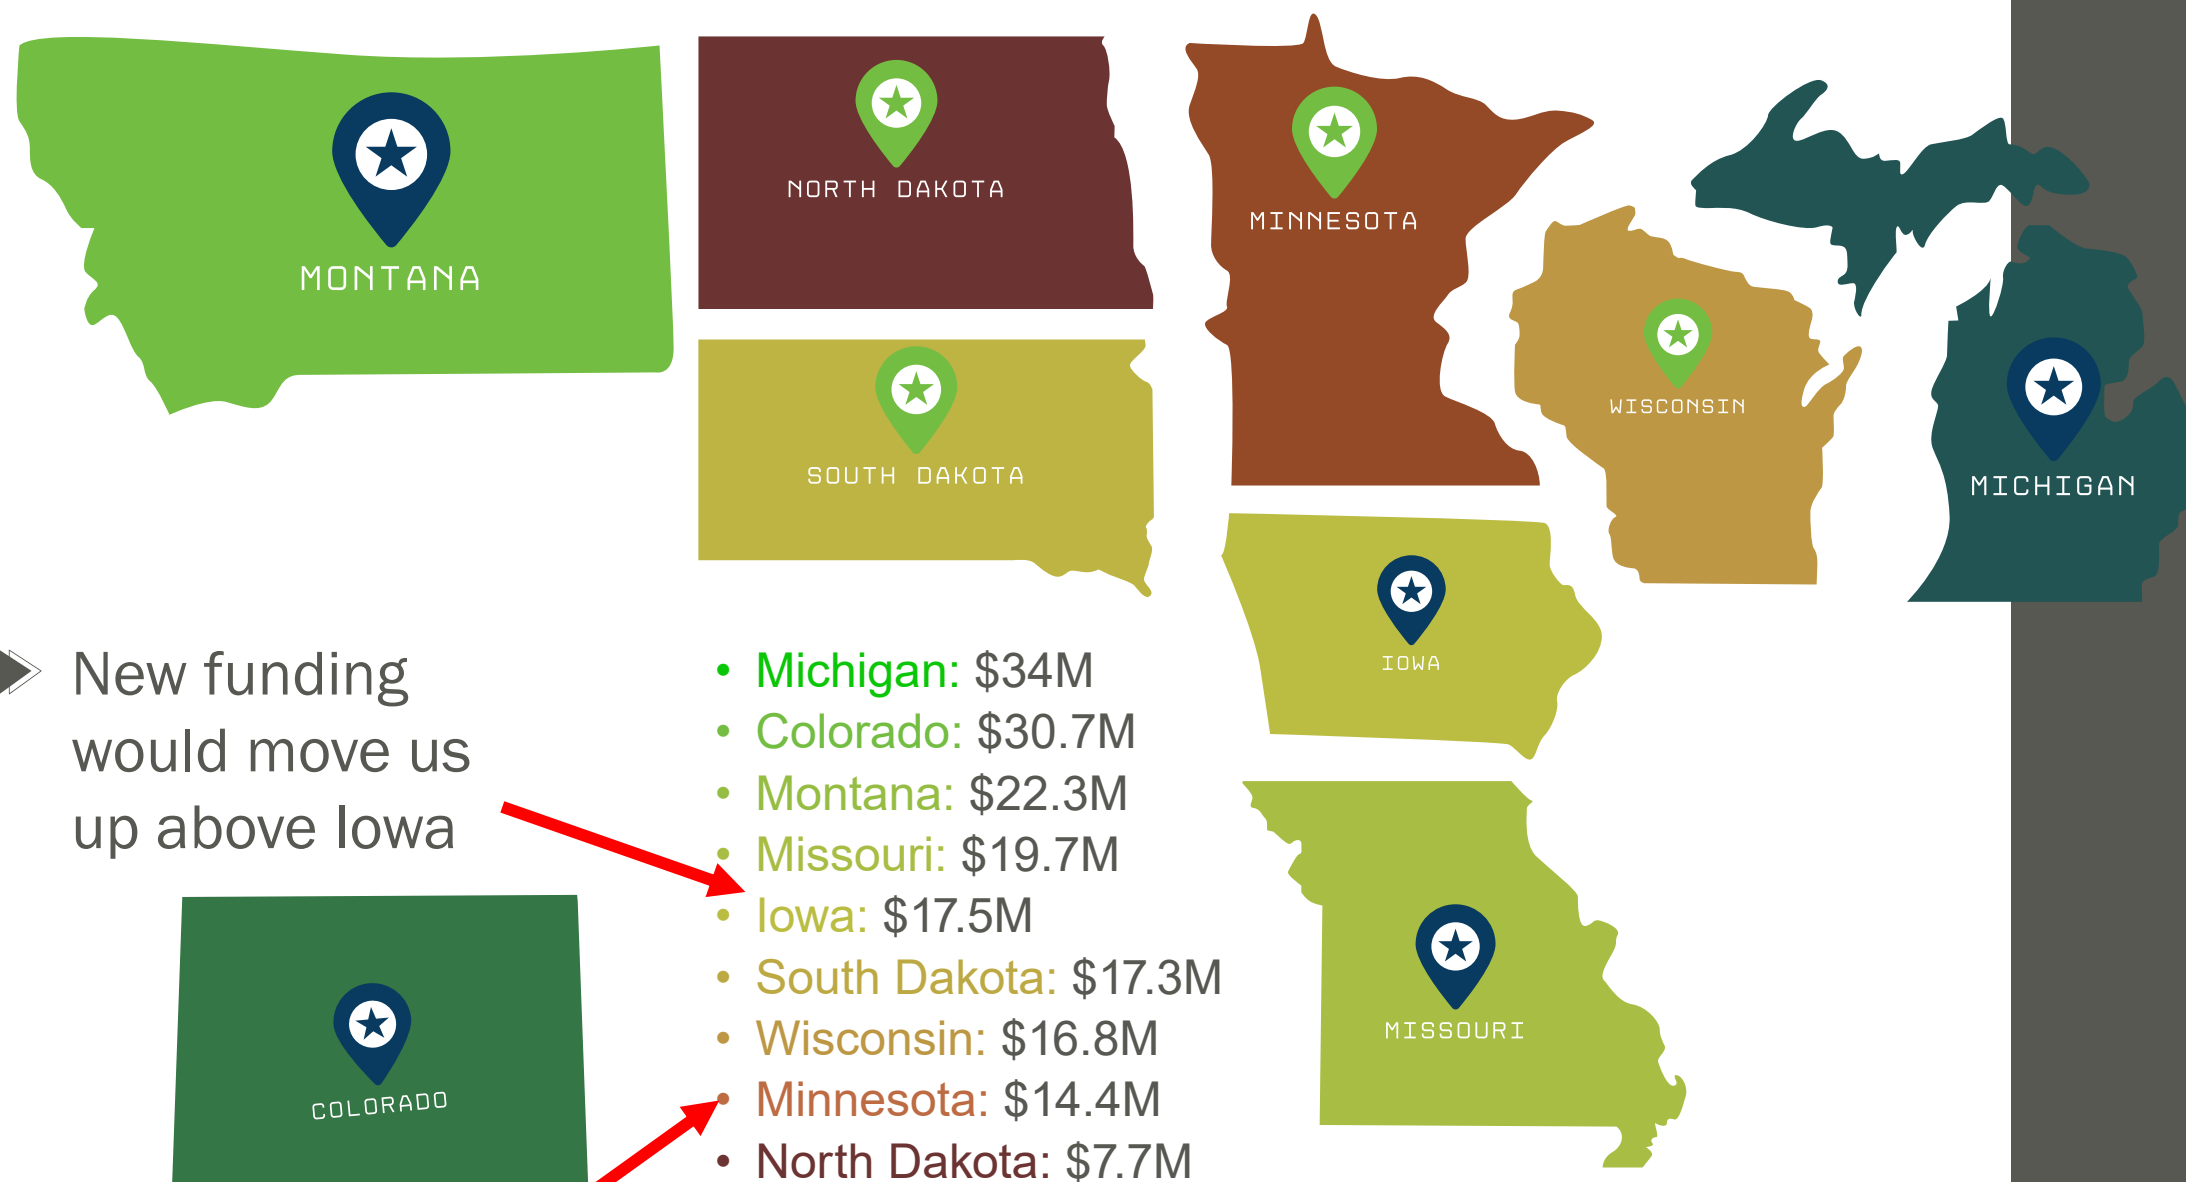 MONTANA
NORTH DAKOTA
MINNESOTA
SOUTH DAKOTA
WISCONSIN
MICHIGAN
IOWA
New funding
would move us
up above Iowa
• Michigan: $34M
• Colorado: $30.7M
• Montana: $22.3M
• Missouri: $19.7M
• Iowa: $17.5M
• South Dakota: $17.3M
• Wisconsin: $16.8M
• Minnesota: $14.4M
• North Dakota: $7.7M
COLORADO
MISSOURI